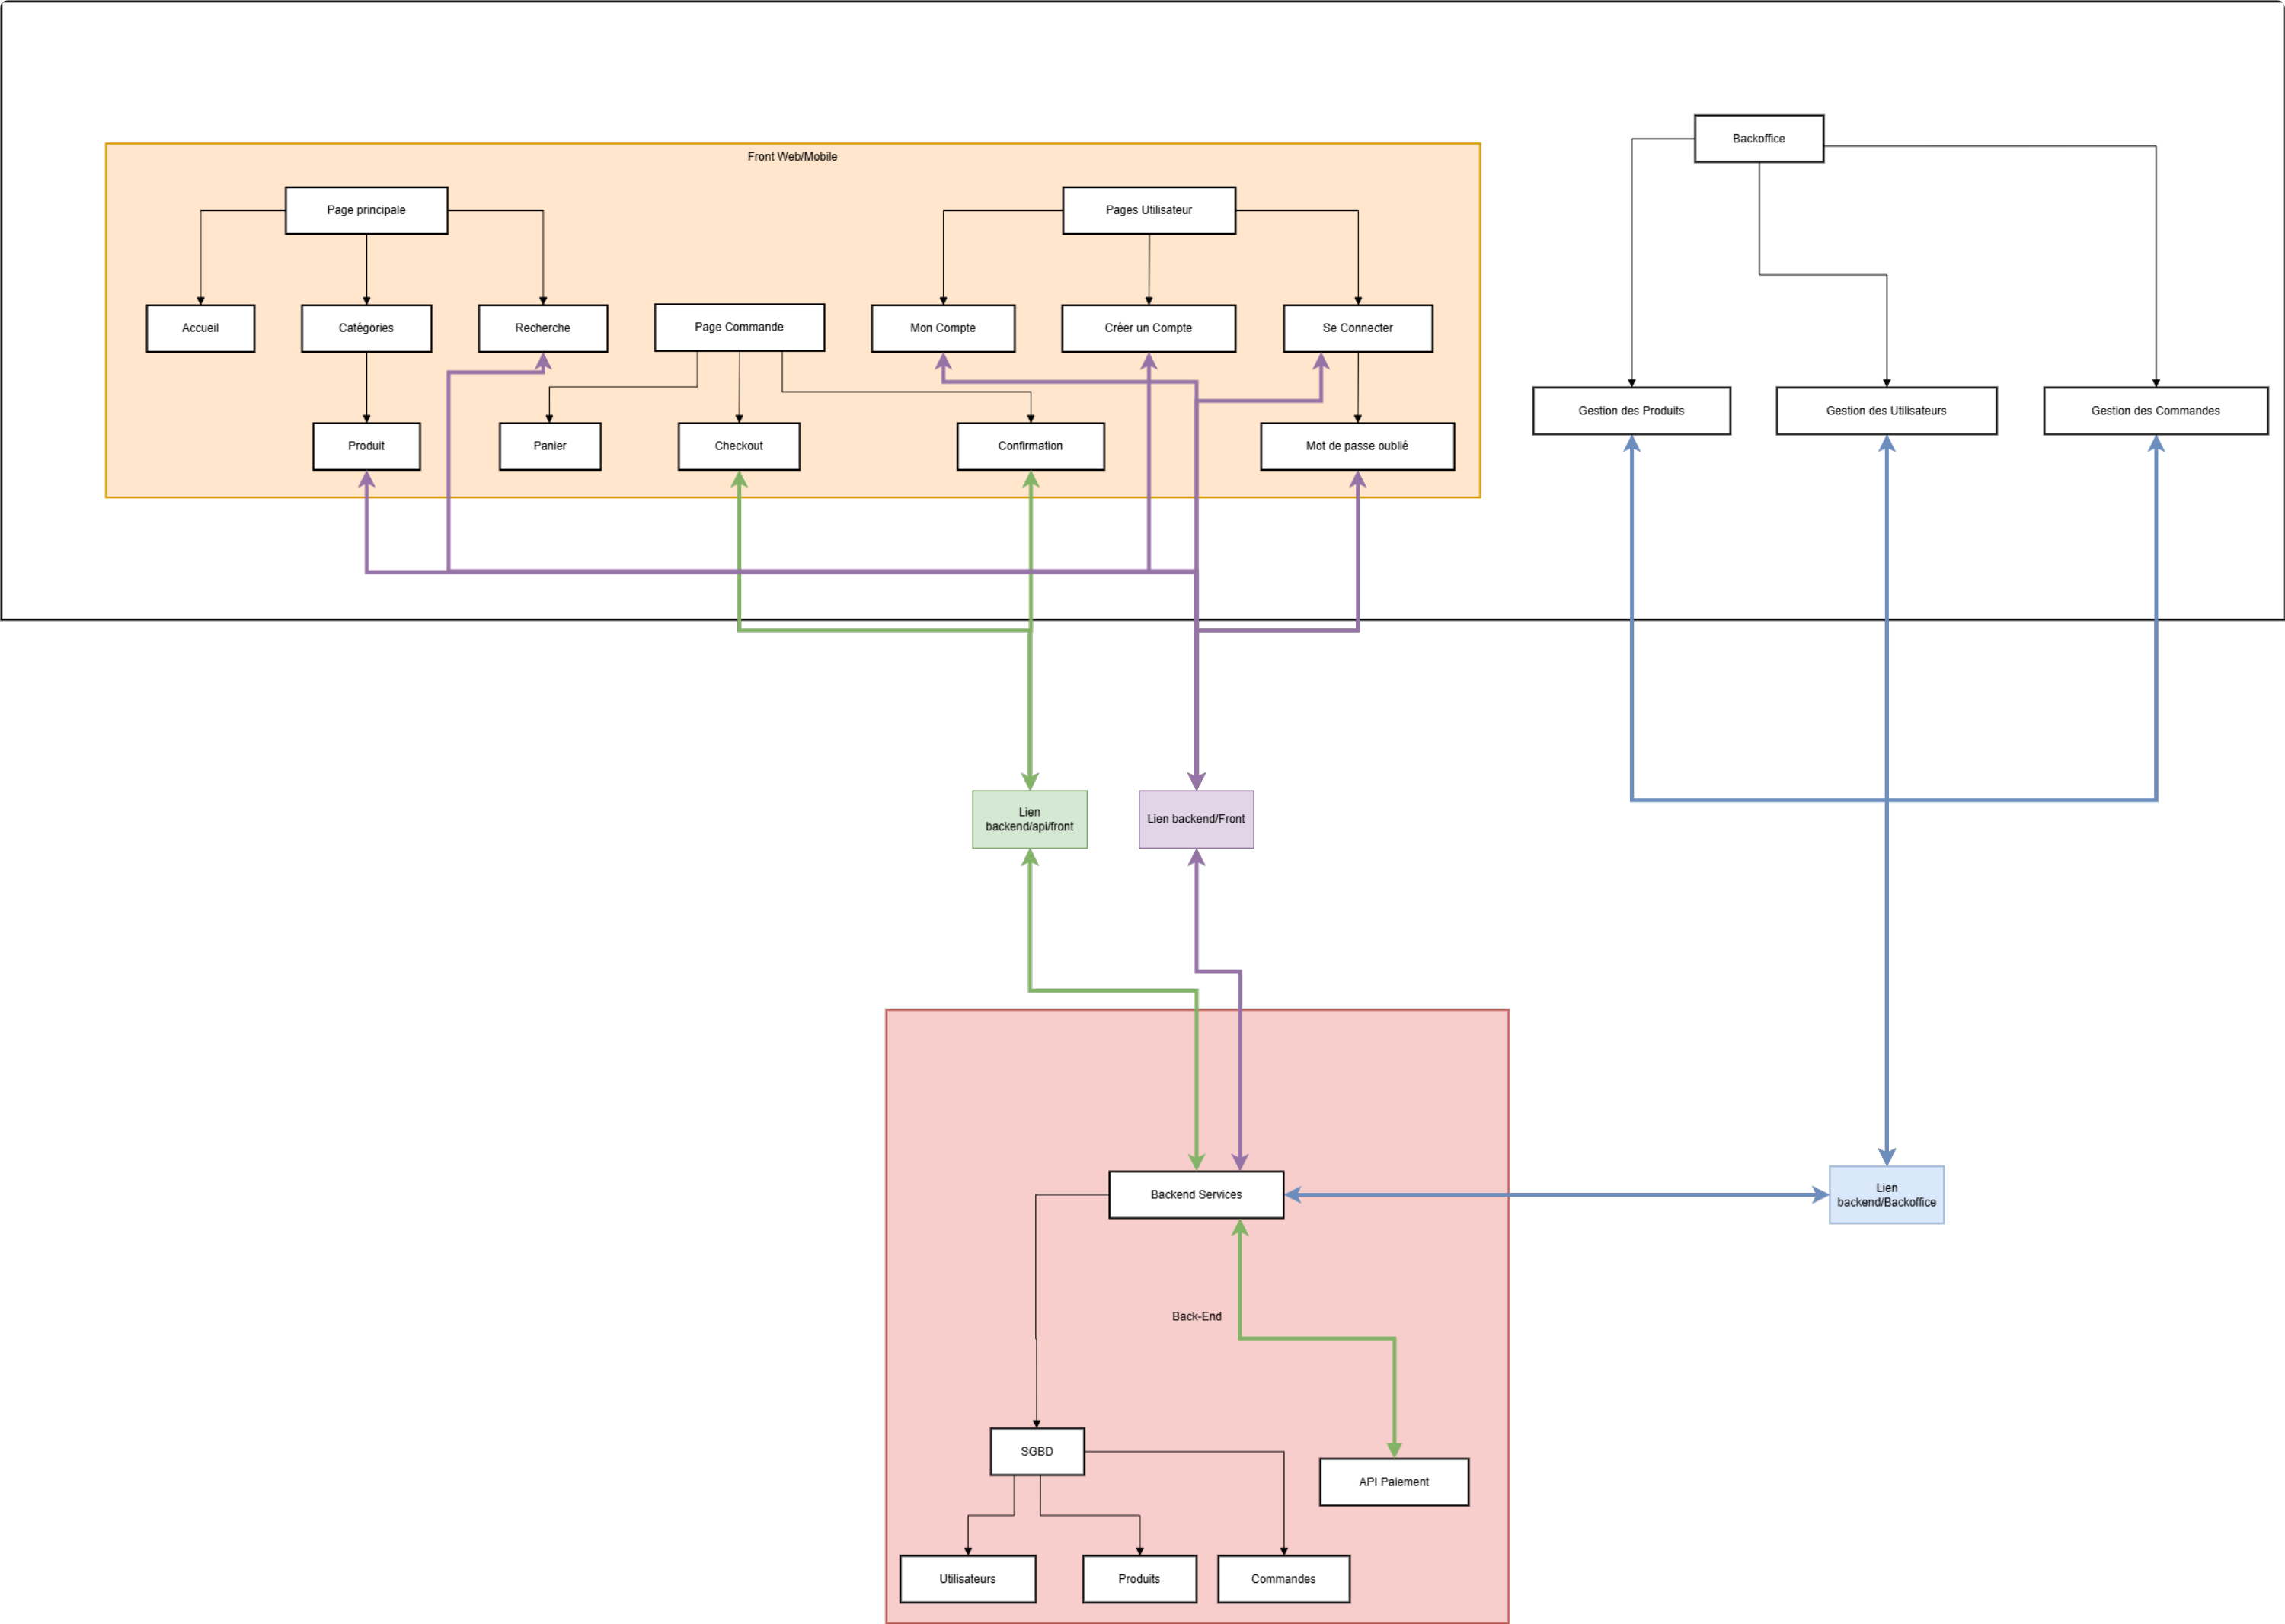 Backoffice
Front Web/Mobile
Page principale
Pages Utilisateur
Accueil
Catégories
Recherche
Page Commande
Mon Compte
Créer un Compte
Se Connecter
Gestion des Produits
Gestion des Utilisateurs
Gestion des Commandes
Produit
Panier
Checkout
Confirmation
Mot de passe oublié
Lien
backend/api/front
Lien backend/Front
Backend Services
Lien
backend/Backoffice
Back-End
SGBD
API Paiement
Utilisateurs
Produits
Commandes